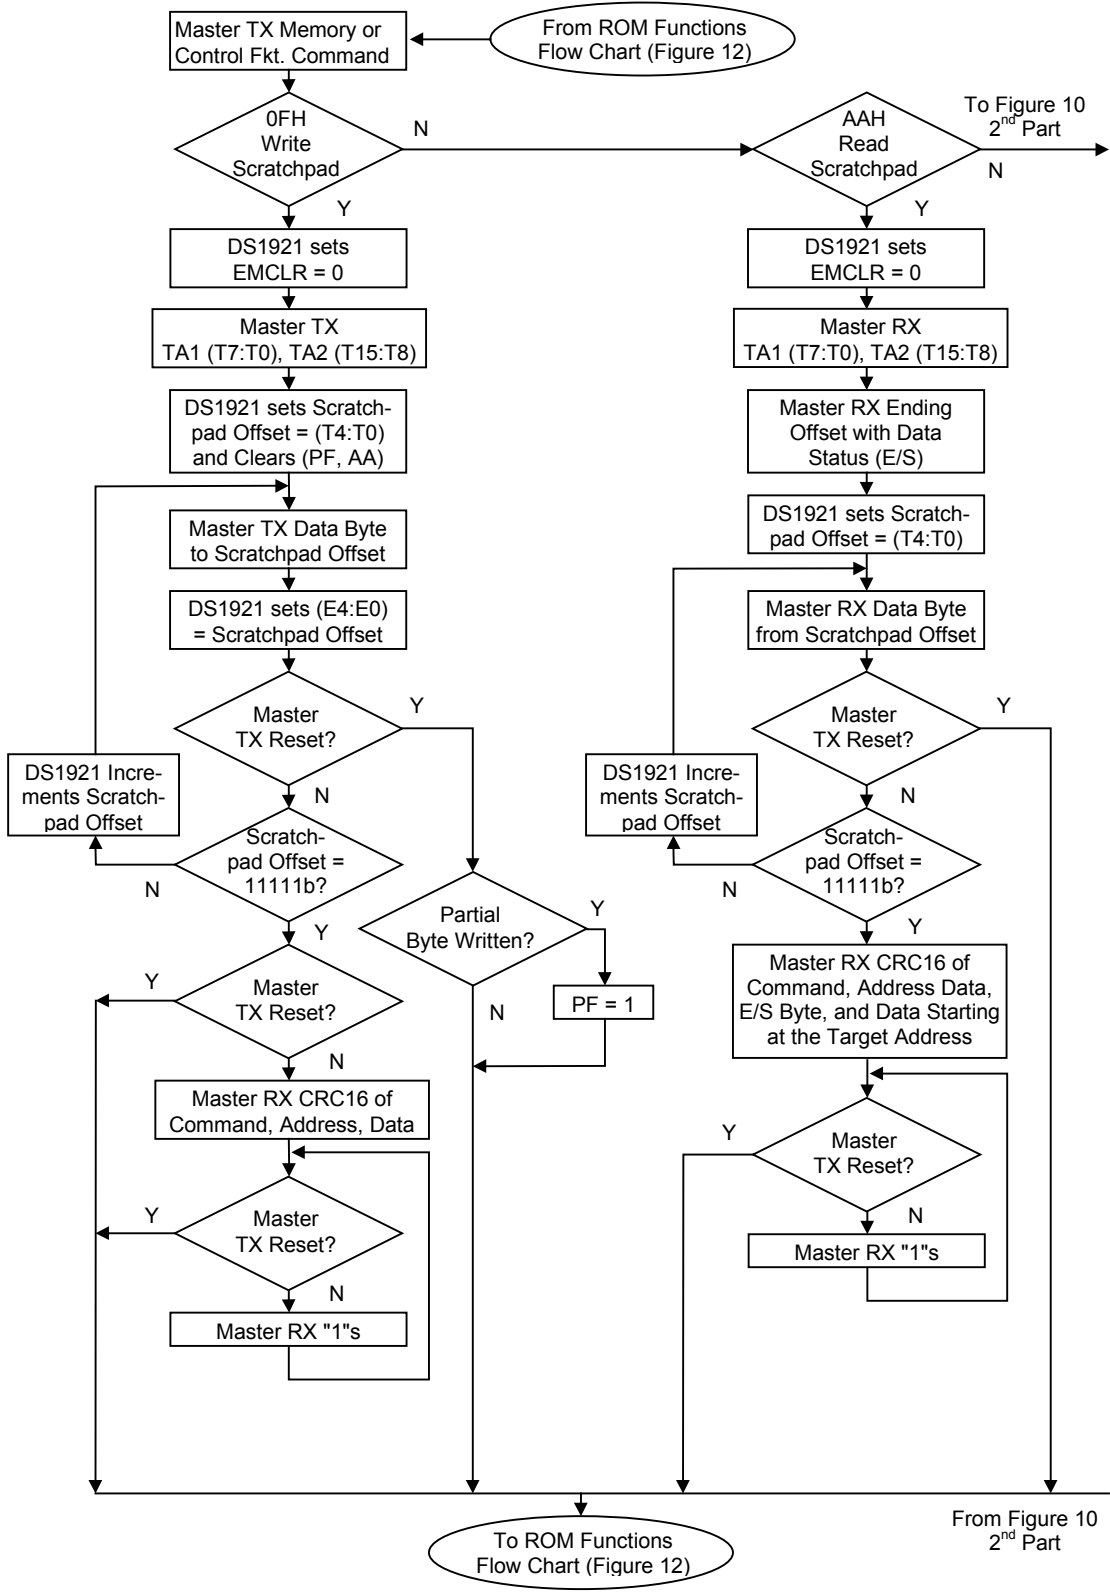 Master TX Memory or
Control Fkt. Command
From ROM Functions
Flow Chart (Figure 12)
0FH
Write
Scratchpad
N
Y
AAH
Read
Scratchpad
To Figure 10
2nd Part
N
Y
DS1921 sets
EMCLR = 0
Master TX
TA1 (T7:T0), TA2 (T15:T8)
DS1921 sets Scratch-
pad Offset = (T4:T0)
and Clears (PF, AA)
Master TX Data Byte
to Scratchpad Offset
DS1921 sets (E4:E0)
= Scratchpad Offset
Master
TX Reset?
Y
N
DS1921 Incre-
ments Scratch-
pad Offset
Scratch-
pad Offset =
11111b?
N
Y
Partial
Byte Written?
Y
N
PF = 1
Master
TX Reset?
Y
N
Master RX CRC16 of
Command, Address, Data
Master
TX Reset?
Y
N
Master RX "1"s
DS1921 sets
EMCLR = 0
Master RX
TA1 (T7:T0), TA2 (T15:T8)
Master RX Ending
Offset with Data
Status (E/S)
DS1921 sets Scratch-
pad Offset = (T4:T0)
Master RX Data Byte
from Scratchpad Offset
Master
TX Reset?
Y
N
DS1921 Incre-
ments Scratch-
pad Offset
Scratch-
pad Offset =
11111b?
N
Y
Master RX CRC16 of
Command, Address Data,
E/S Byte, and Data Starting
at the Target Address
Master
TX Reset?
Y
N
Master RX "1"s
From Figure 10
2nd Part
To ROM Functions
Flow Chart (Figure 12)